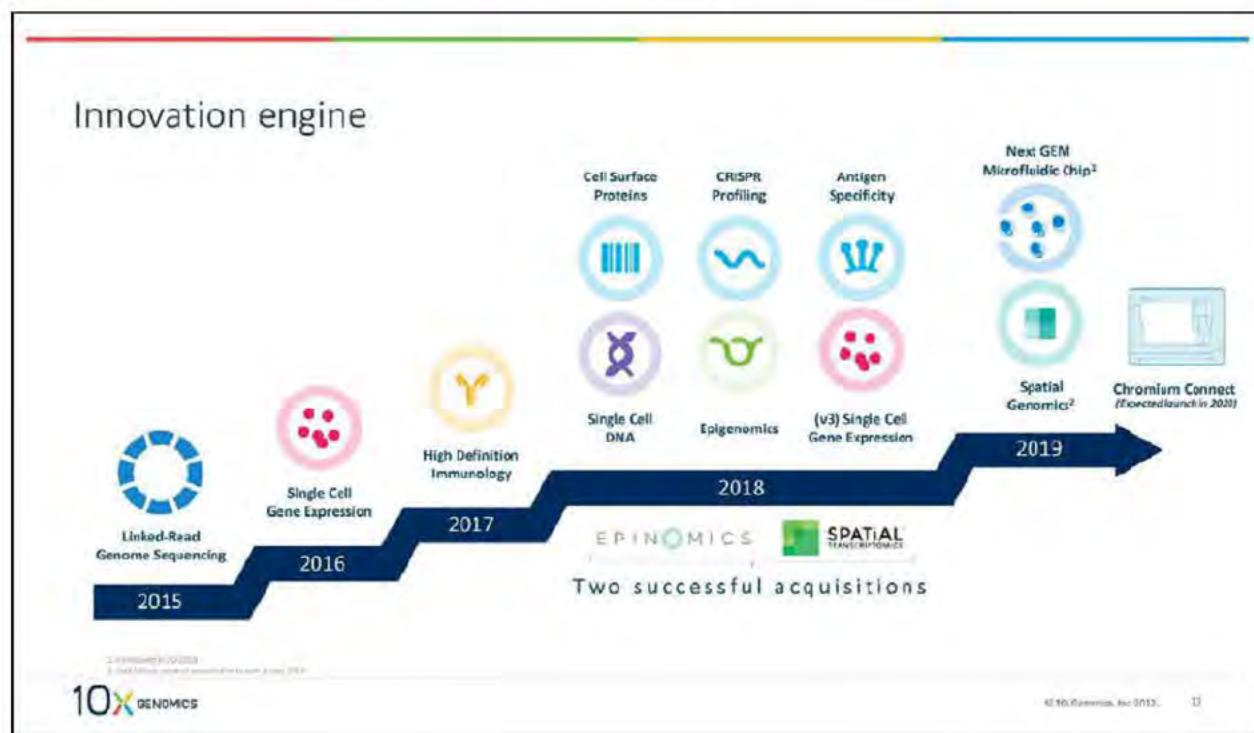 Innovation engine
Linked-Read
Genome Sequencing
2015
Single Cell
Gene Expression
2016
High Definition
Immunology
2017
Cell Surface
Proteins
CRISPR
Profiling
Antigen
Specificity
Single Cell
DNA
Epigenomics
(v3) Single Cell
Gene Expression
2018
EPINOMICS
SPATIAL
TRANSCRIPTOMICS
Two successful acquisitions
Next GEM
Microfluidic Chip¹
Spatial
Genomics²
2019
Chromium Connect
(Expected launch in 2020)
10X GENOMICS